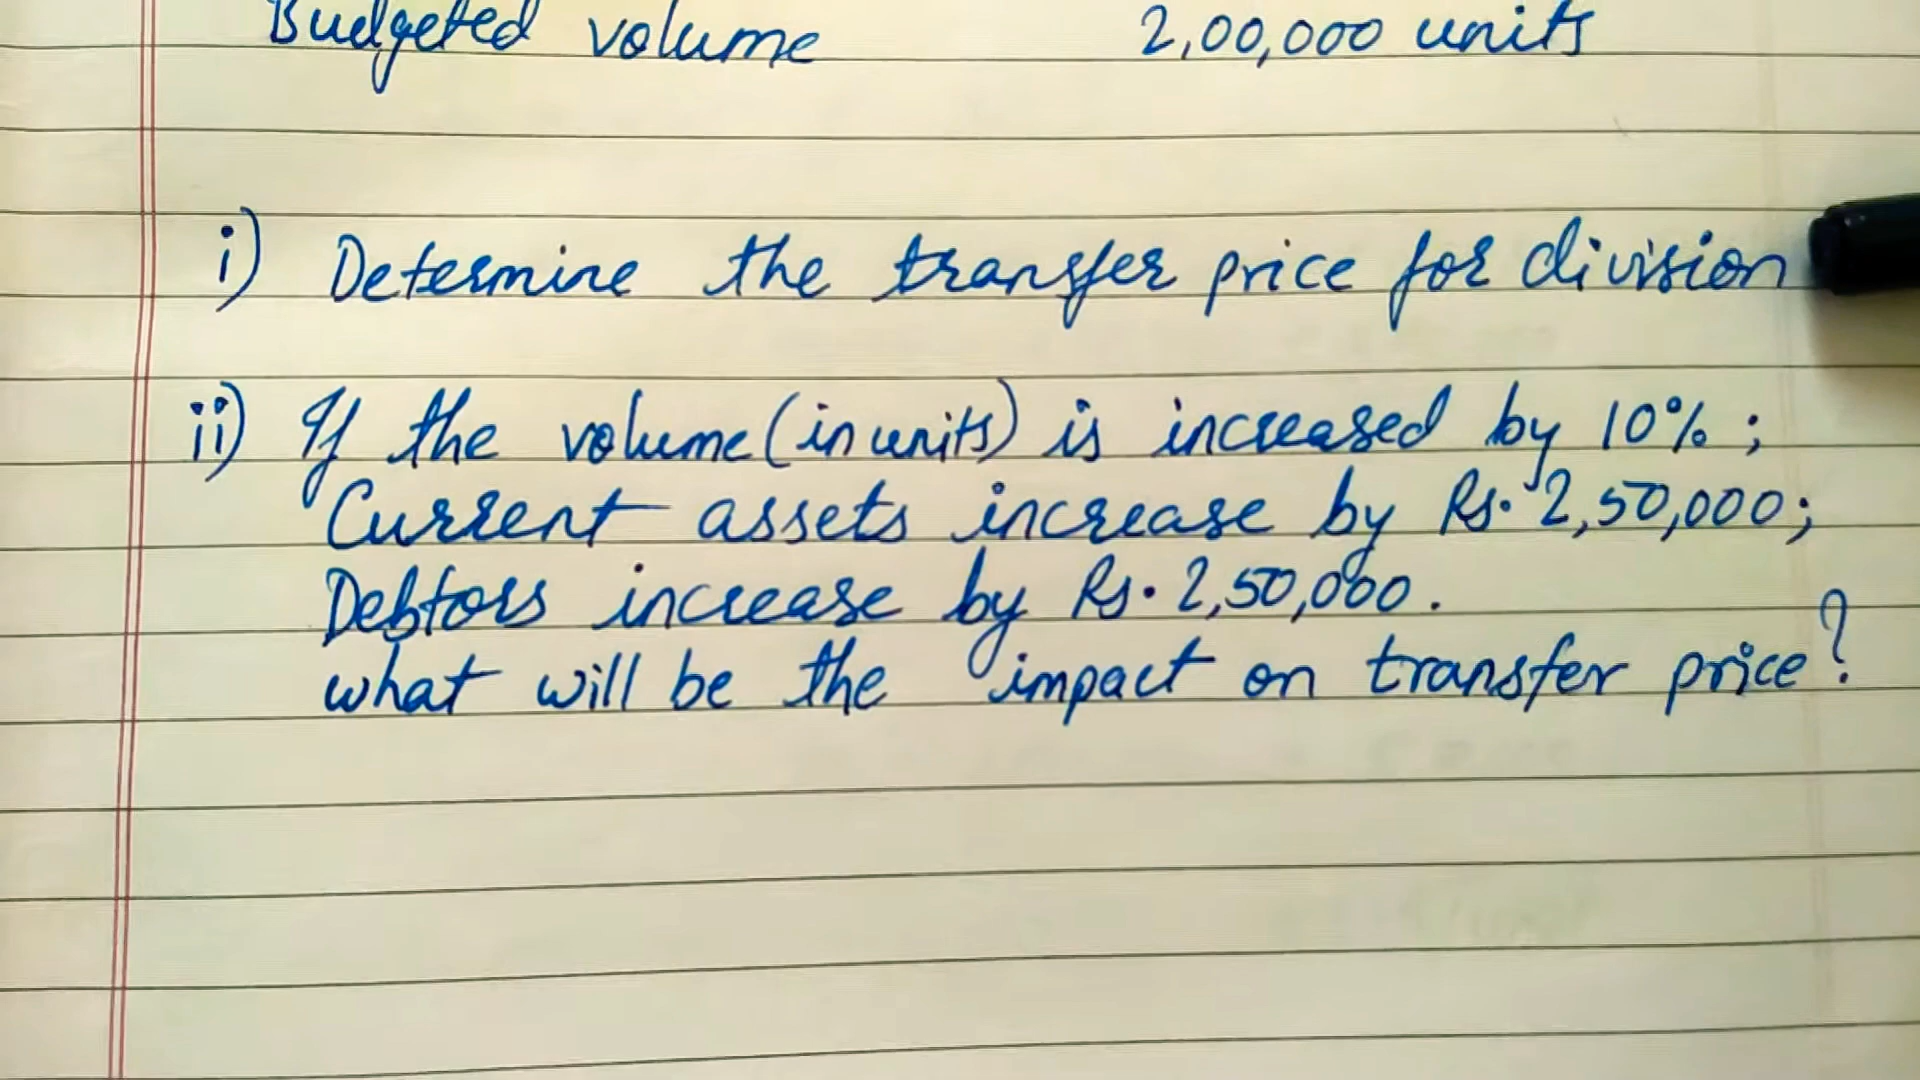 Budgeted volume 2,00,000 units
i) Determine the transfer price for division
ii) If the volume (in units) is increased by 10% ;
Current assets increase by Rs. 2,50,000;
Debtors increase by Rs. 2,50,000.
what will be the impact on transfer price?